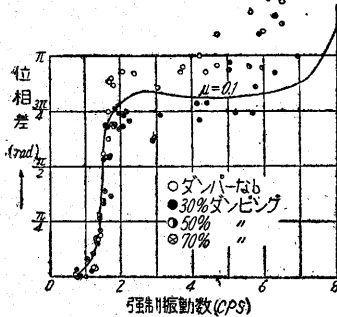 π
位相差
3π/4
(rad)
π/2
π/4
μ=0.1
○ ダンパーなし
● 30%ダンピング
◐ 50% 〃
⊗ 70% 〃
0 2 4 6 8
強制振動数(CPS)